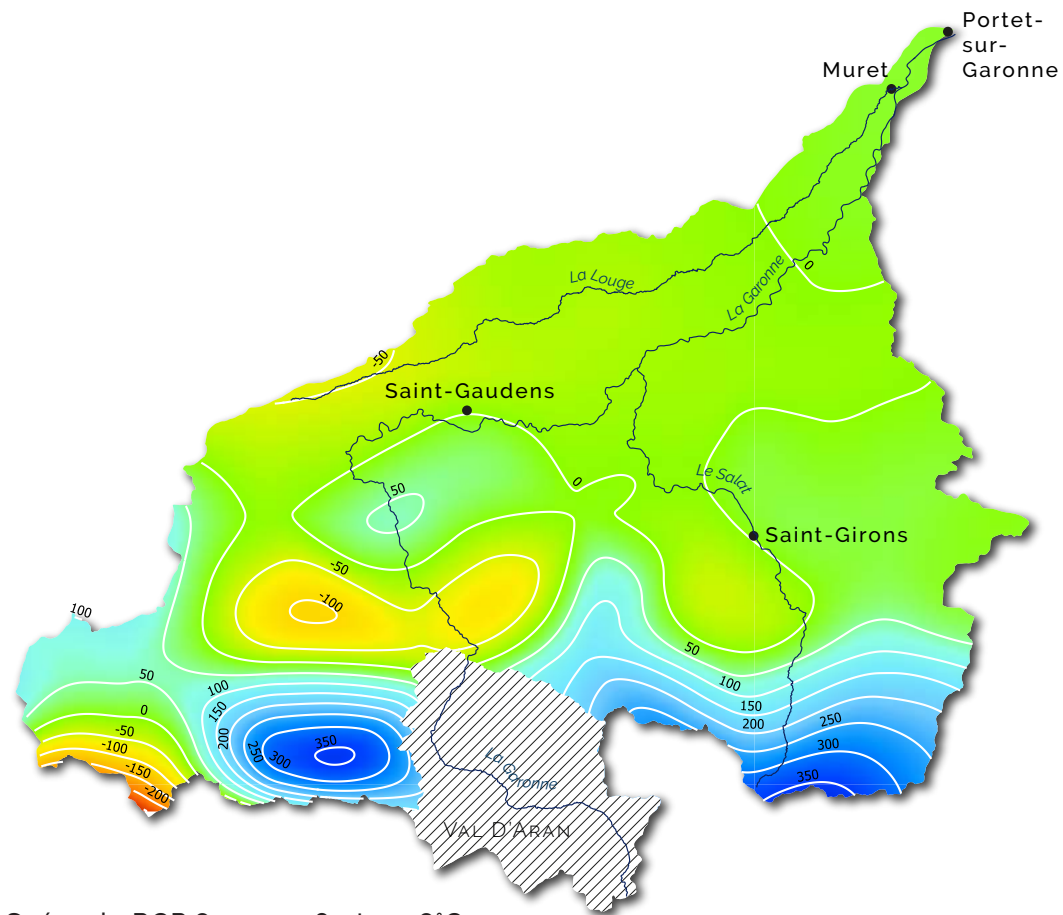 Portet-
sur-
Garonne
Muret
0
La Louge
La Garonne
-50
Saint-Gaudens
0
Le Salat
50
Saint-Girons
-50
-100
100
50
50
100
100
0
150
150
-50
200
200
250
-100
250
350
300
-150
300
350
-200
La Garonne
Val D'Aran